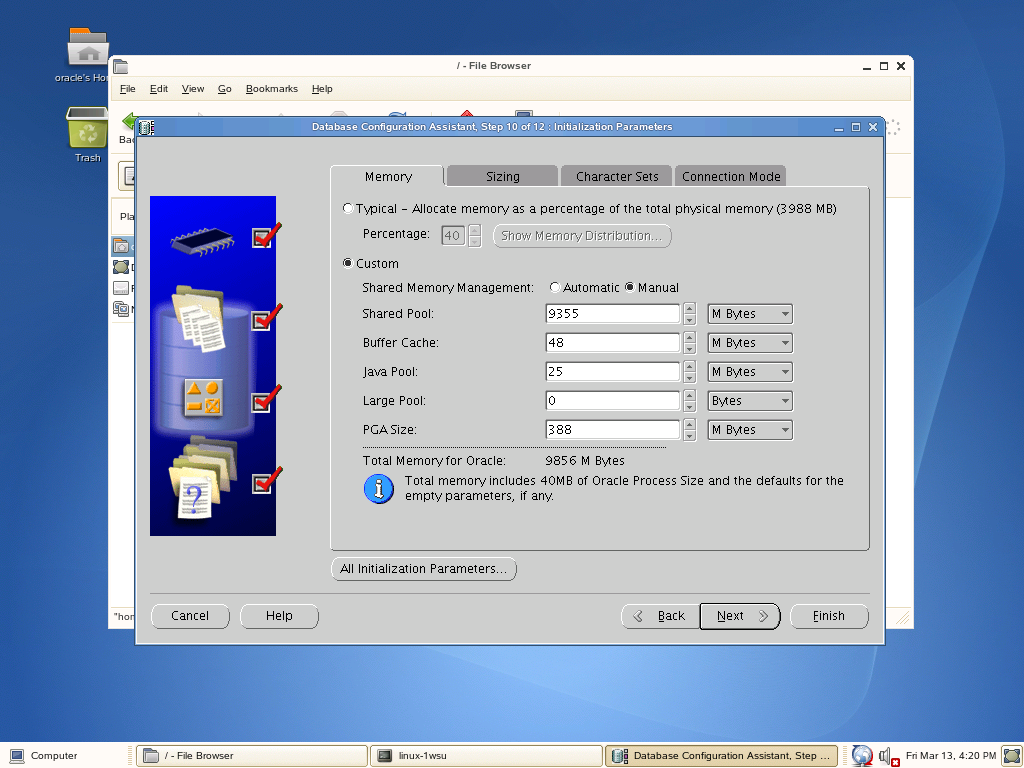 oracle's Ho
Trash
/ - File Browser
File Edit View Go Bookmarks Help
Bac
Pla
"hom
Database Configuration Assistant, Step 10 of 12 : Initialization Parameters
Memory Sizing Character Sets Connection Mode
Typical – Allocate memory as a percentage of the total physical memory (3988 MB)
Percentage: 40 Show Memory Distribution...
Custom
Shared Memory Management: Automatic Manual
Shared Pool: 9355 M Bytes
Buffer Cache: 48 M Bytes
Java Pool: 25 M Bytes
Large Pool: 0 Bytes
PGA Size: 388 M Bytes
Total Memory for Oracle: 9856 M Bytes
Total memory includes 40MB of Oracle Process Size and the defaults for the
empty parameters, if any.
All Initialization Parameters...
Cancel Help Back Next Finish
Computer / - File Browser linux-1wsu Database Configuration Assistant, Step ... Fri Mar 13, 4:20 PM